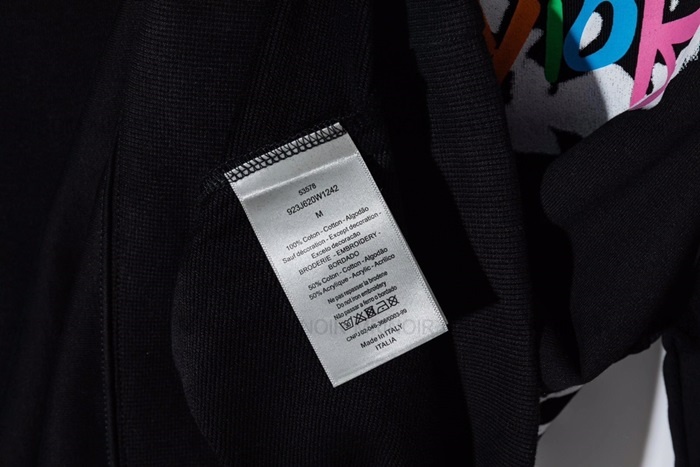 53578
923J620W1242
M
100% Coton - Cotton - Algodão
Sauf décoration - Except decoration -
Exceto decoração
BRODERIE - EMBROIDERY -
BORDADO
50% Coton - Cotton - Algodão
50% Acrylique - Acrylic - Acrílico
Ne pas repasser la broderie
Do not iron embroidery
Não passar a ferro o bordado
Made in ITALY
ITALIA